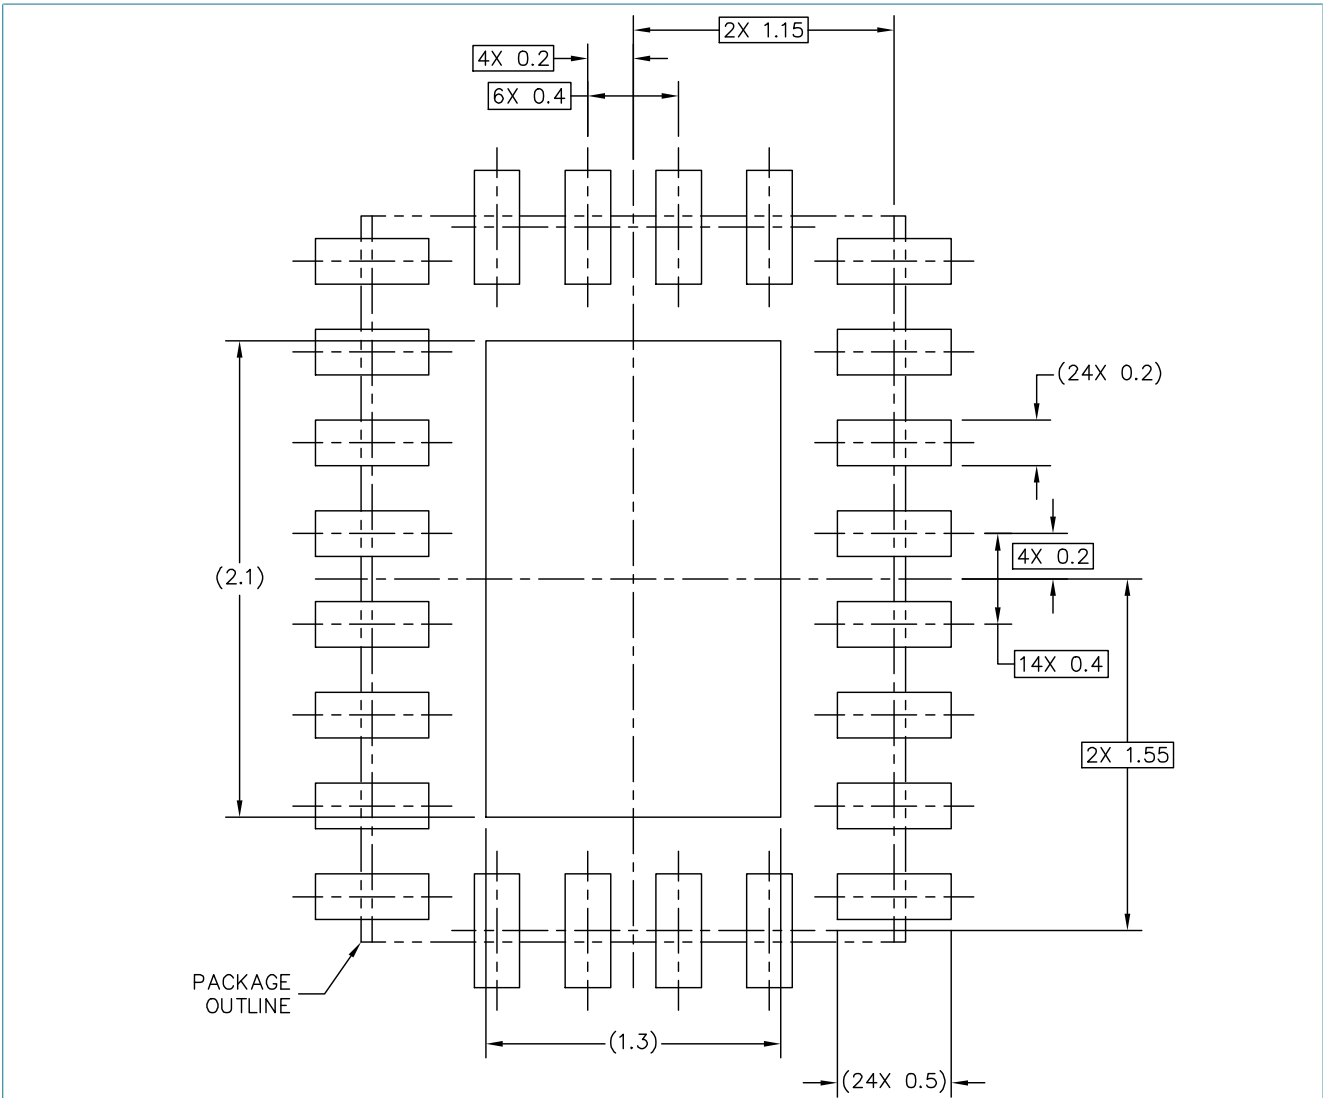 2X 1.15
4X 0.2
6X 0.4
(24X 0.2)
4X 0.2
(2.1)
14X 0.4
2X 1.55
PACKAGE
OUTLINE
(1.3)
(24X 0.5)